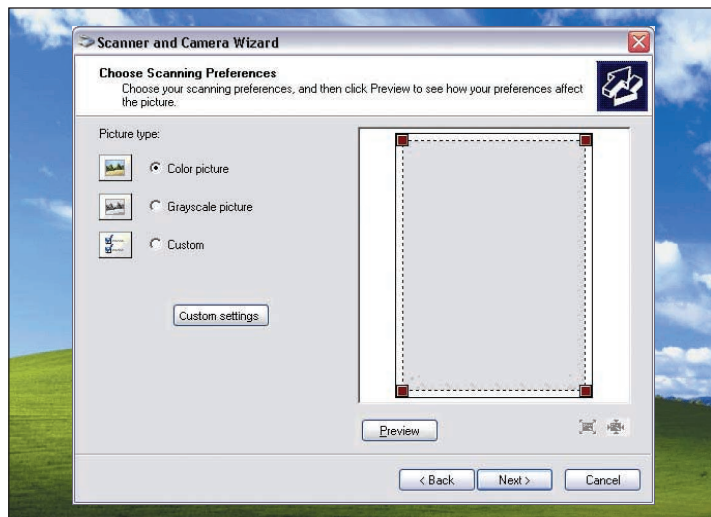 Scanner and Camera Wizard
Choose Scanning Preferences
Choose your scanning preferences, and then click Preview to see how your preferences affect
the picture.
Picture type:
Color picture
Grayscale picture
Custom
Custom settings
Preview
< Back
Next >
Cancel